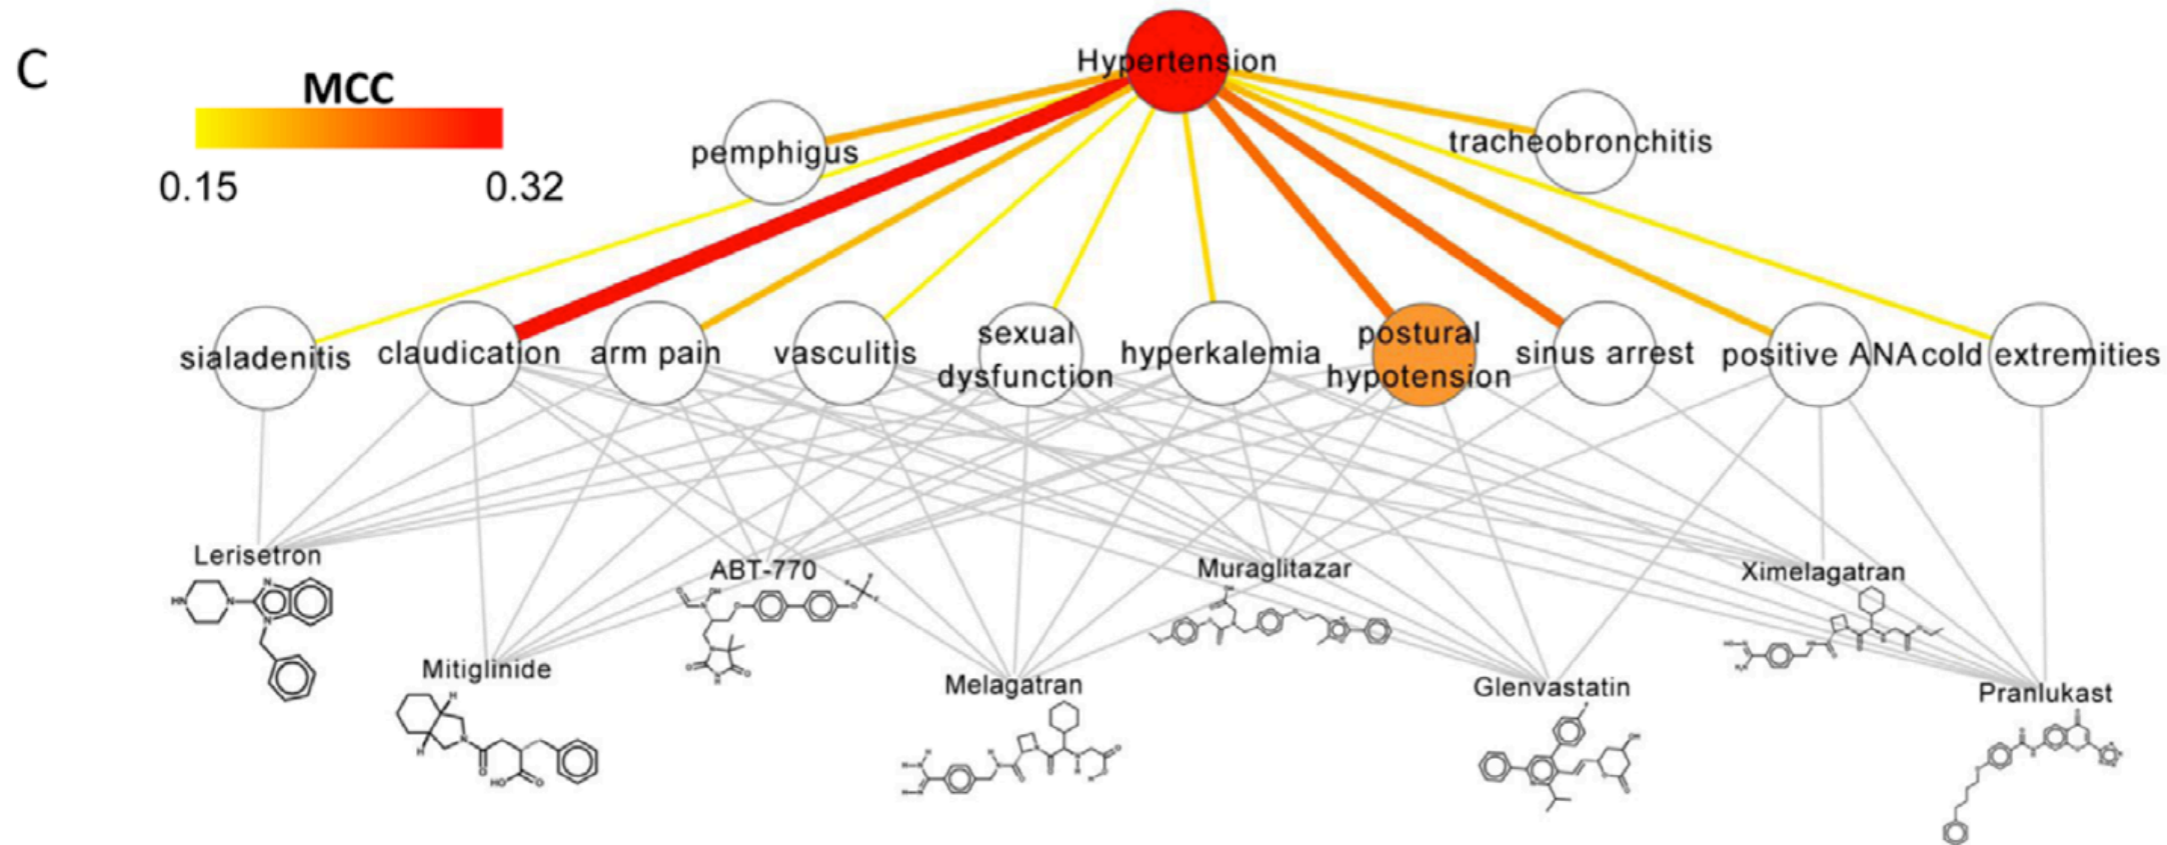 C
MCC
0.15 0.32
Hypertension
pemphigus
tracheobronchitis
sialadenitis
claudication
arm pain
vasculitis
sexual
dysfunction
hyperkalemia
postural
hypotension
sinus arrest
positive ANA
cold extremities
Lerisetron
ABT-770
Muraglitazar
Ximelagatran
Mitiglinide
Melagatran
Glenvastatin
Pranlukast